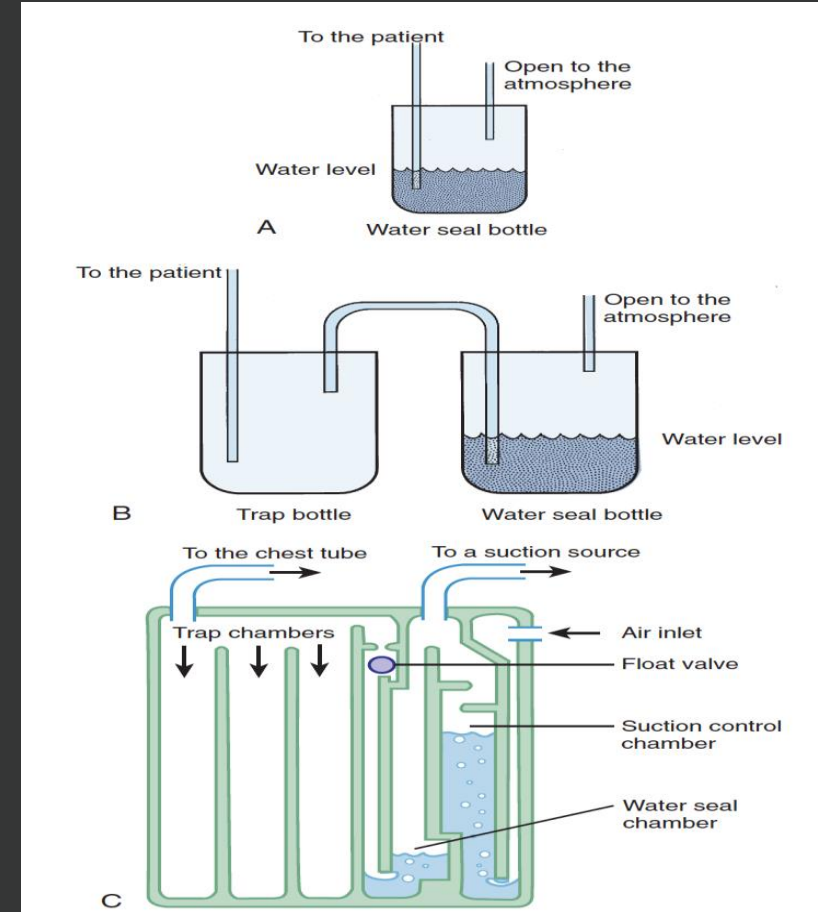 To the patient
Open to the
atmosphere
Water level
A
Water seal bottle
To the patient
Open to the
atmosphere
Water level
B
Trap bottle
Water seal bottle
To the chest tube
To a suction source
Trap chambers
Air inlet
Float valve
Suction control
chamber
Water seal
chamber
C